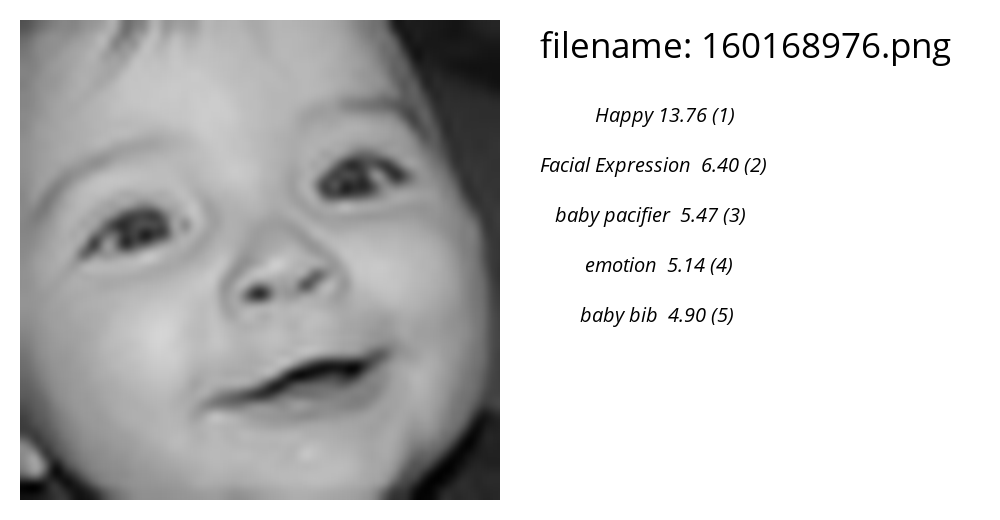 filename: 160168976.png
Happy 13.76 (1)
Facial Expression 6.40 (2)
baby pacifier 5.47 (3)
emotion 5.14 (4)
baby bib 4.90 (5)